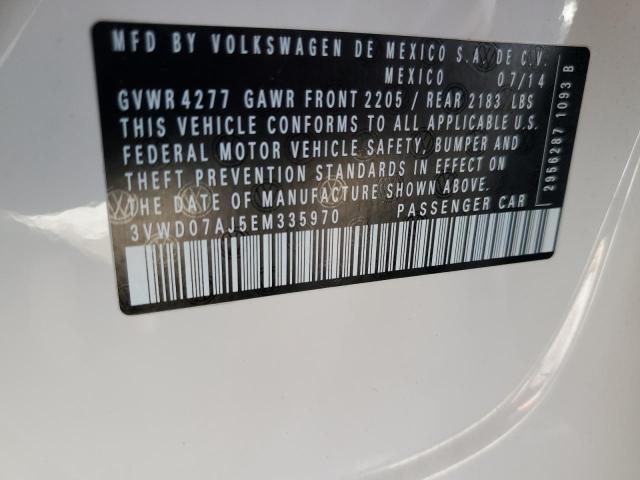 MFD BY VOLKSWAGEN DE MEXICO S.A. DE C.V.
MEXICO 07/14
GVWR 4277 GAWR FRONT 2205 / REAR 2183 LBS
THIS VEHICLE CONFORMS TO ALL APPLICABLE U.S.
FEDERAL MOTOR VEHICLE SAFETY, BUMPER AND
THEFT PREVENTION STANDARDS IN EFFECT ON
THE DATE OF MANUFACTURE SHOWN ABOVE.
3VWD07AJ5EM335970 PASSENGER CAR
2956287 1093 B